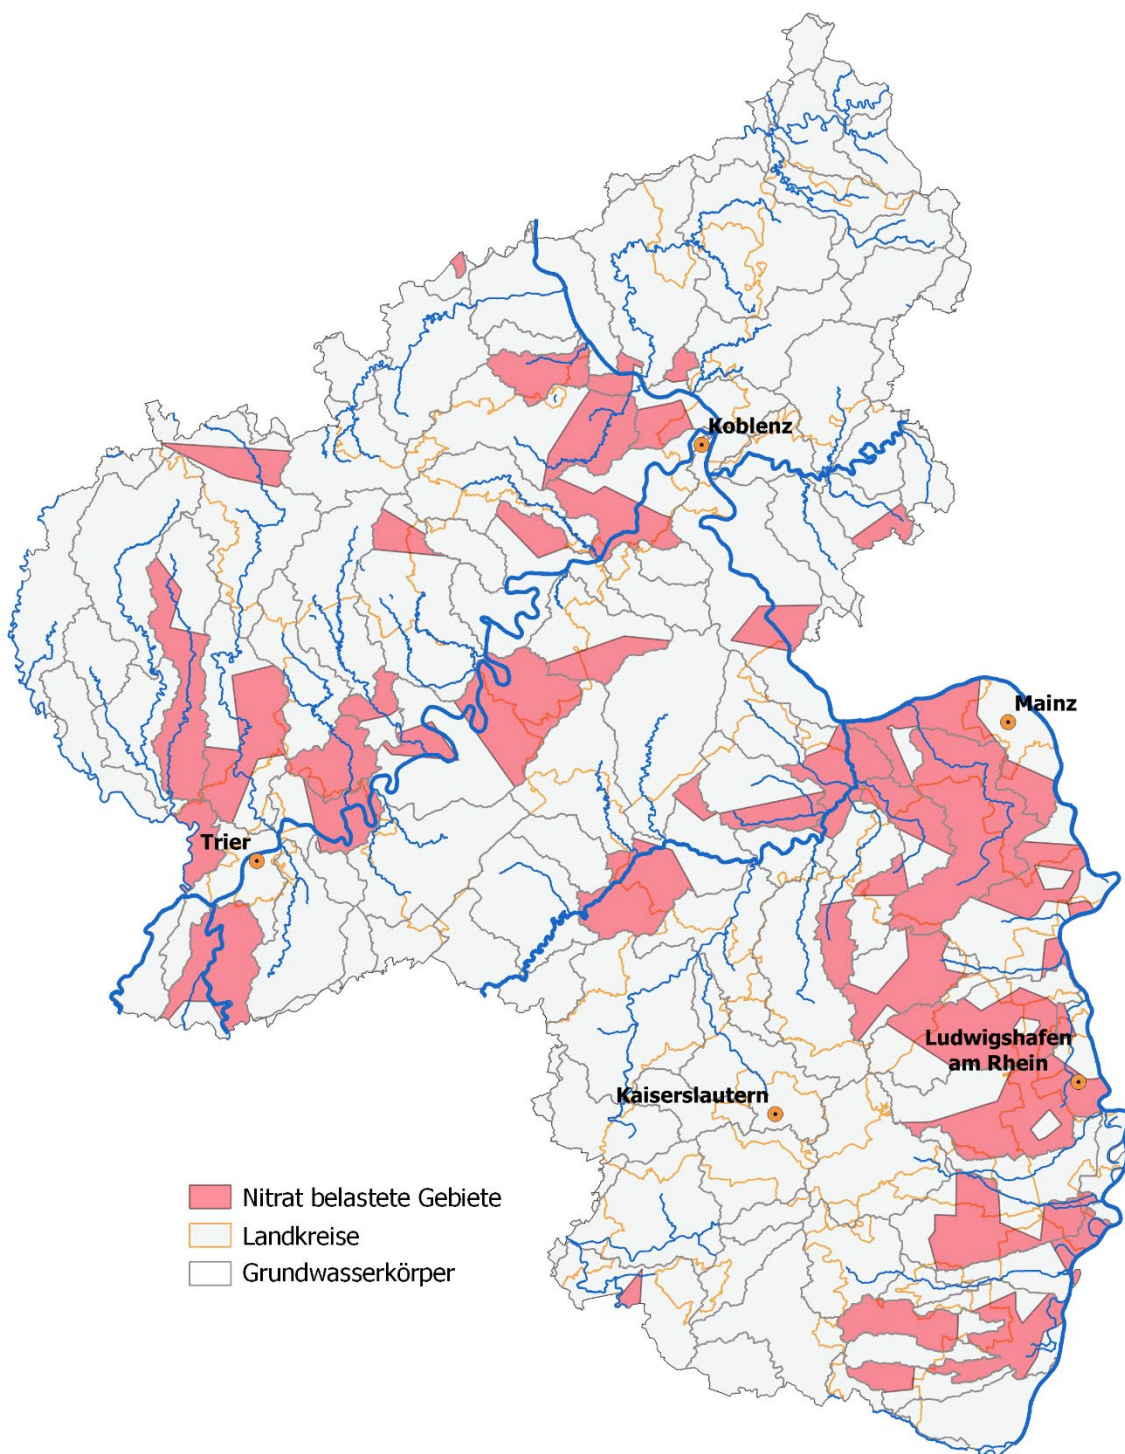 Koblenz
Mainz
Trier
Ludwigshafen
am Rhein
Kaiserslautern
Nitrat belastete Gebiete
Landkreise
Grundwasserkörper